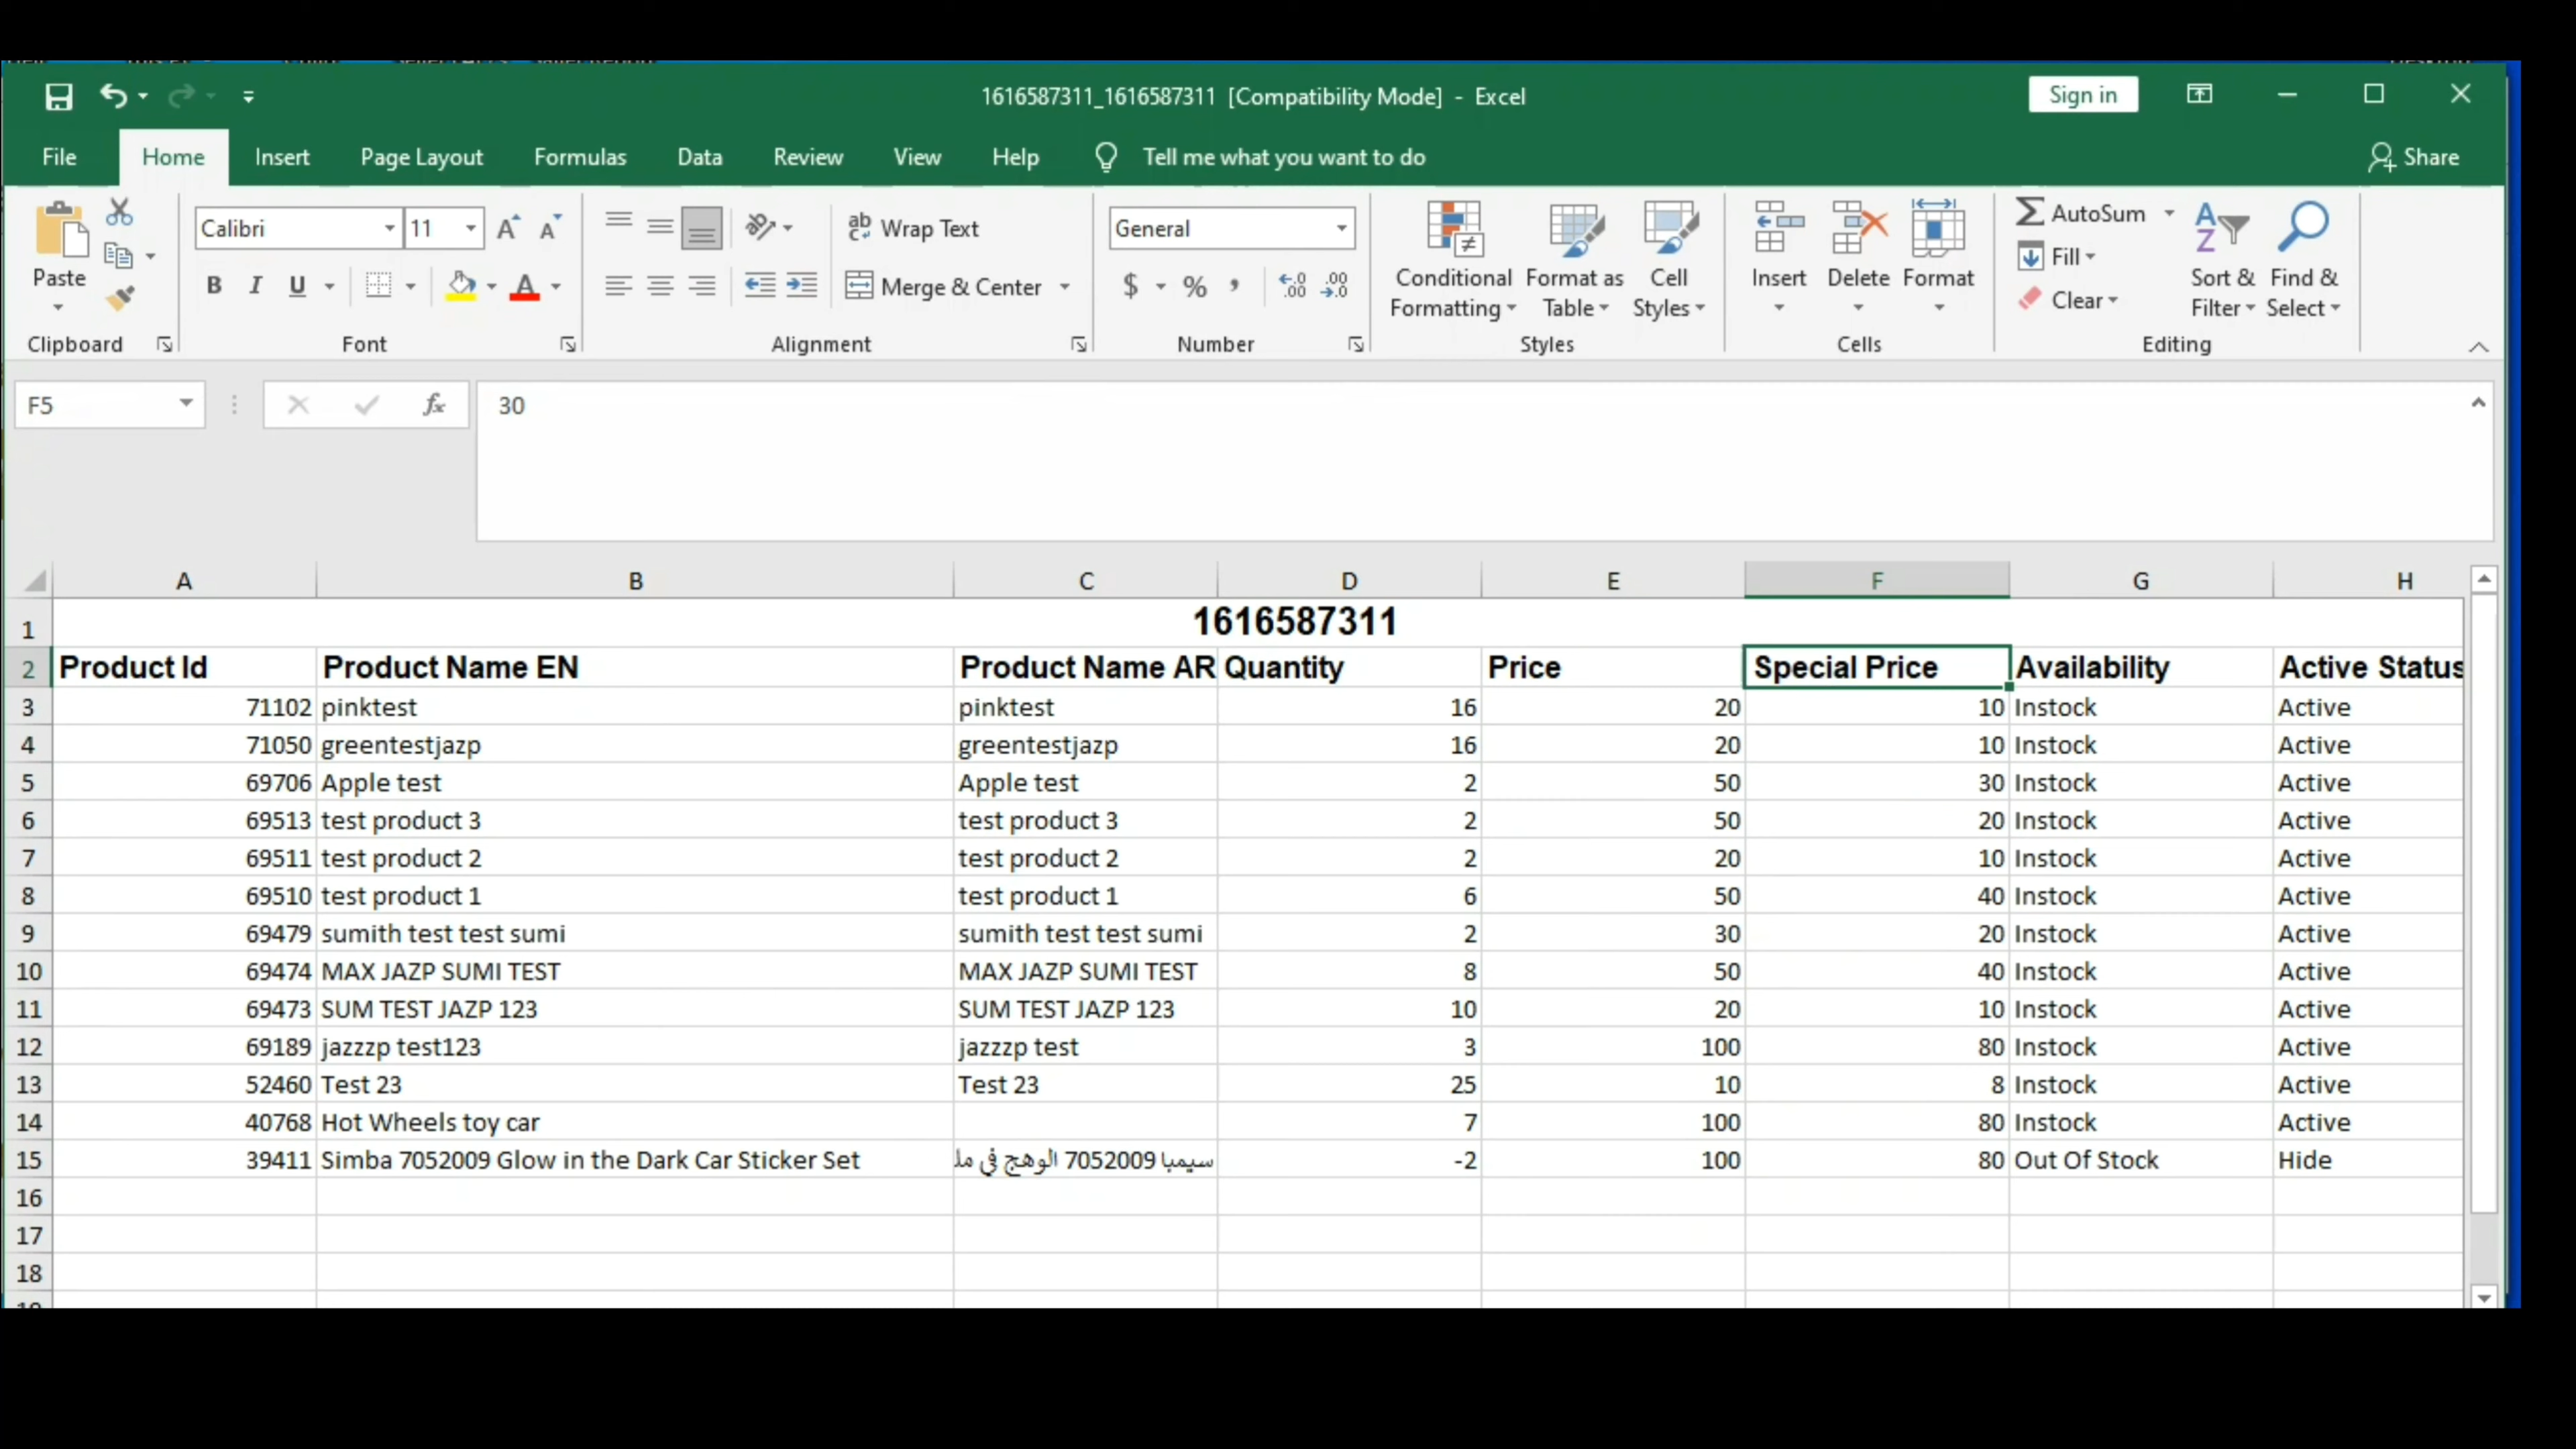 1616587311_1616587311 [Compatibility Mode] - Excel
Sign in
File Home Insert Page Layout Formulas Data Review View Help Tell me what you want to do Share
Paste
Calibri 11
B I U
Wrap Text
Merge & Center
General
$ % ,
Conditional Formatting
Format as Table
Cell Styles
Insert Delete Format
AutoSum
Fill
Clear
Sort & Filter
Find & Select
Clipboard Font Alignment Number Styles Cells Editing
F5 fx 30
A B C D E F G H
1 1616587311
2 Product Id Product Name EN Product Name AR Quantity Price Special Price Availability Active Status
3 71102 pinktest pinktest 16 20 10 Instock Active
4 71050 greentestjazp greentestjazp 16 20 10 Instock Active
5 69706 Apple test Apple test 2 50 30 Instock Active
6 69513 test product 3 test product 3 2 50 20 Instock Active
7 69511 test product 2 test product 2 2 20 10 Instock Active
8 69510 test product 1 test product 1 6 50 40 Instock Active
9 69479 sumith test test sumi sumith test test sumi 2 30 20 Instock Active
10 69474 MAX JAZP SUMI TEST MAX JAZP SUMI TEST 8 50 40 Instock Active
11 69473 SUM TEST JAZP 123 SUM TEST JAZP 123 10 20 10 Instock Active
12 69189 jazzzp test123 jazzzp test 3 100 80 Instock Active
13 52460 Test 23 Test 23 25 10 8 Instock Active
14 40768 Hot Wheels toy car 7 100 80 Instock Active
15 39411 Simba 7052009 Glow in the Dark Car Sticker Set سيمبا 7052009 الوهج في -2 100 80 Out Of Stock Hide
16
17
18